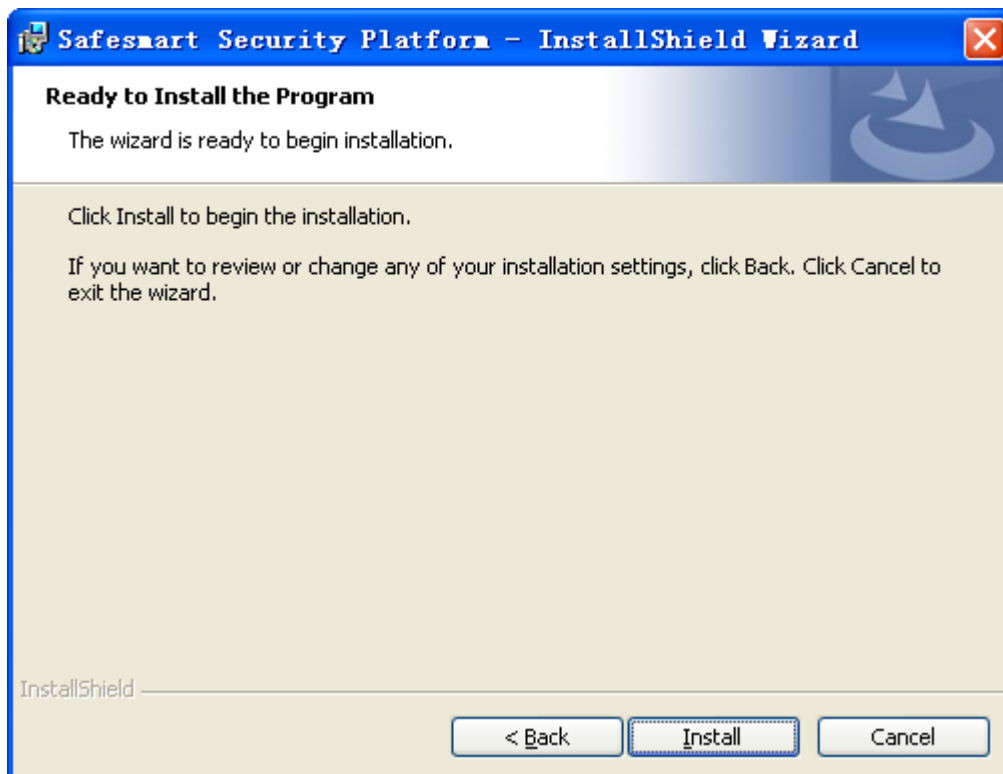 Safesmart Security Platform - InstallShield Wizard
Ready to Install the Program
The wizard is ready to begin installation.
Click Install to begin the installation.
If you want to review or change any of your installation settings, click Back. Click Cancel to
exit the wizard.
InstallShield
< Back
Install
Cancel